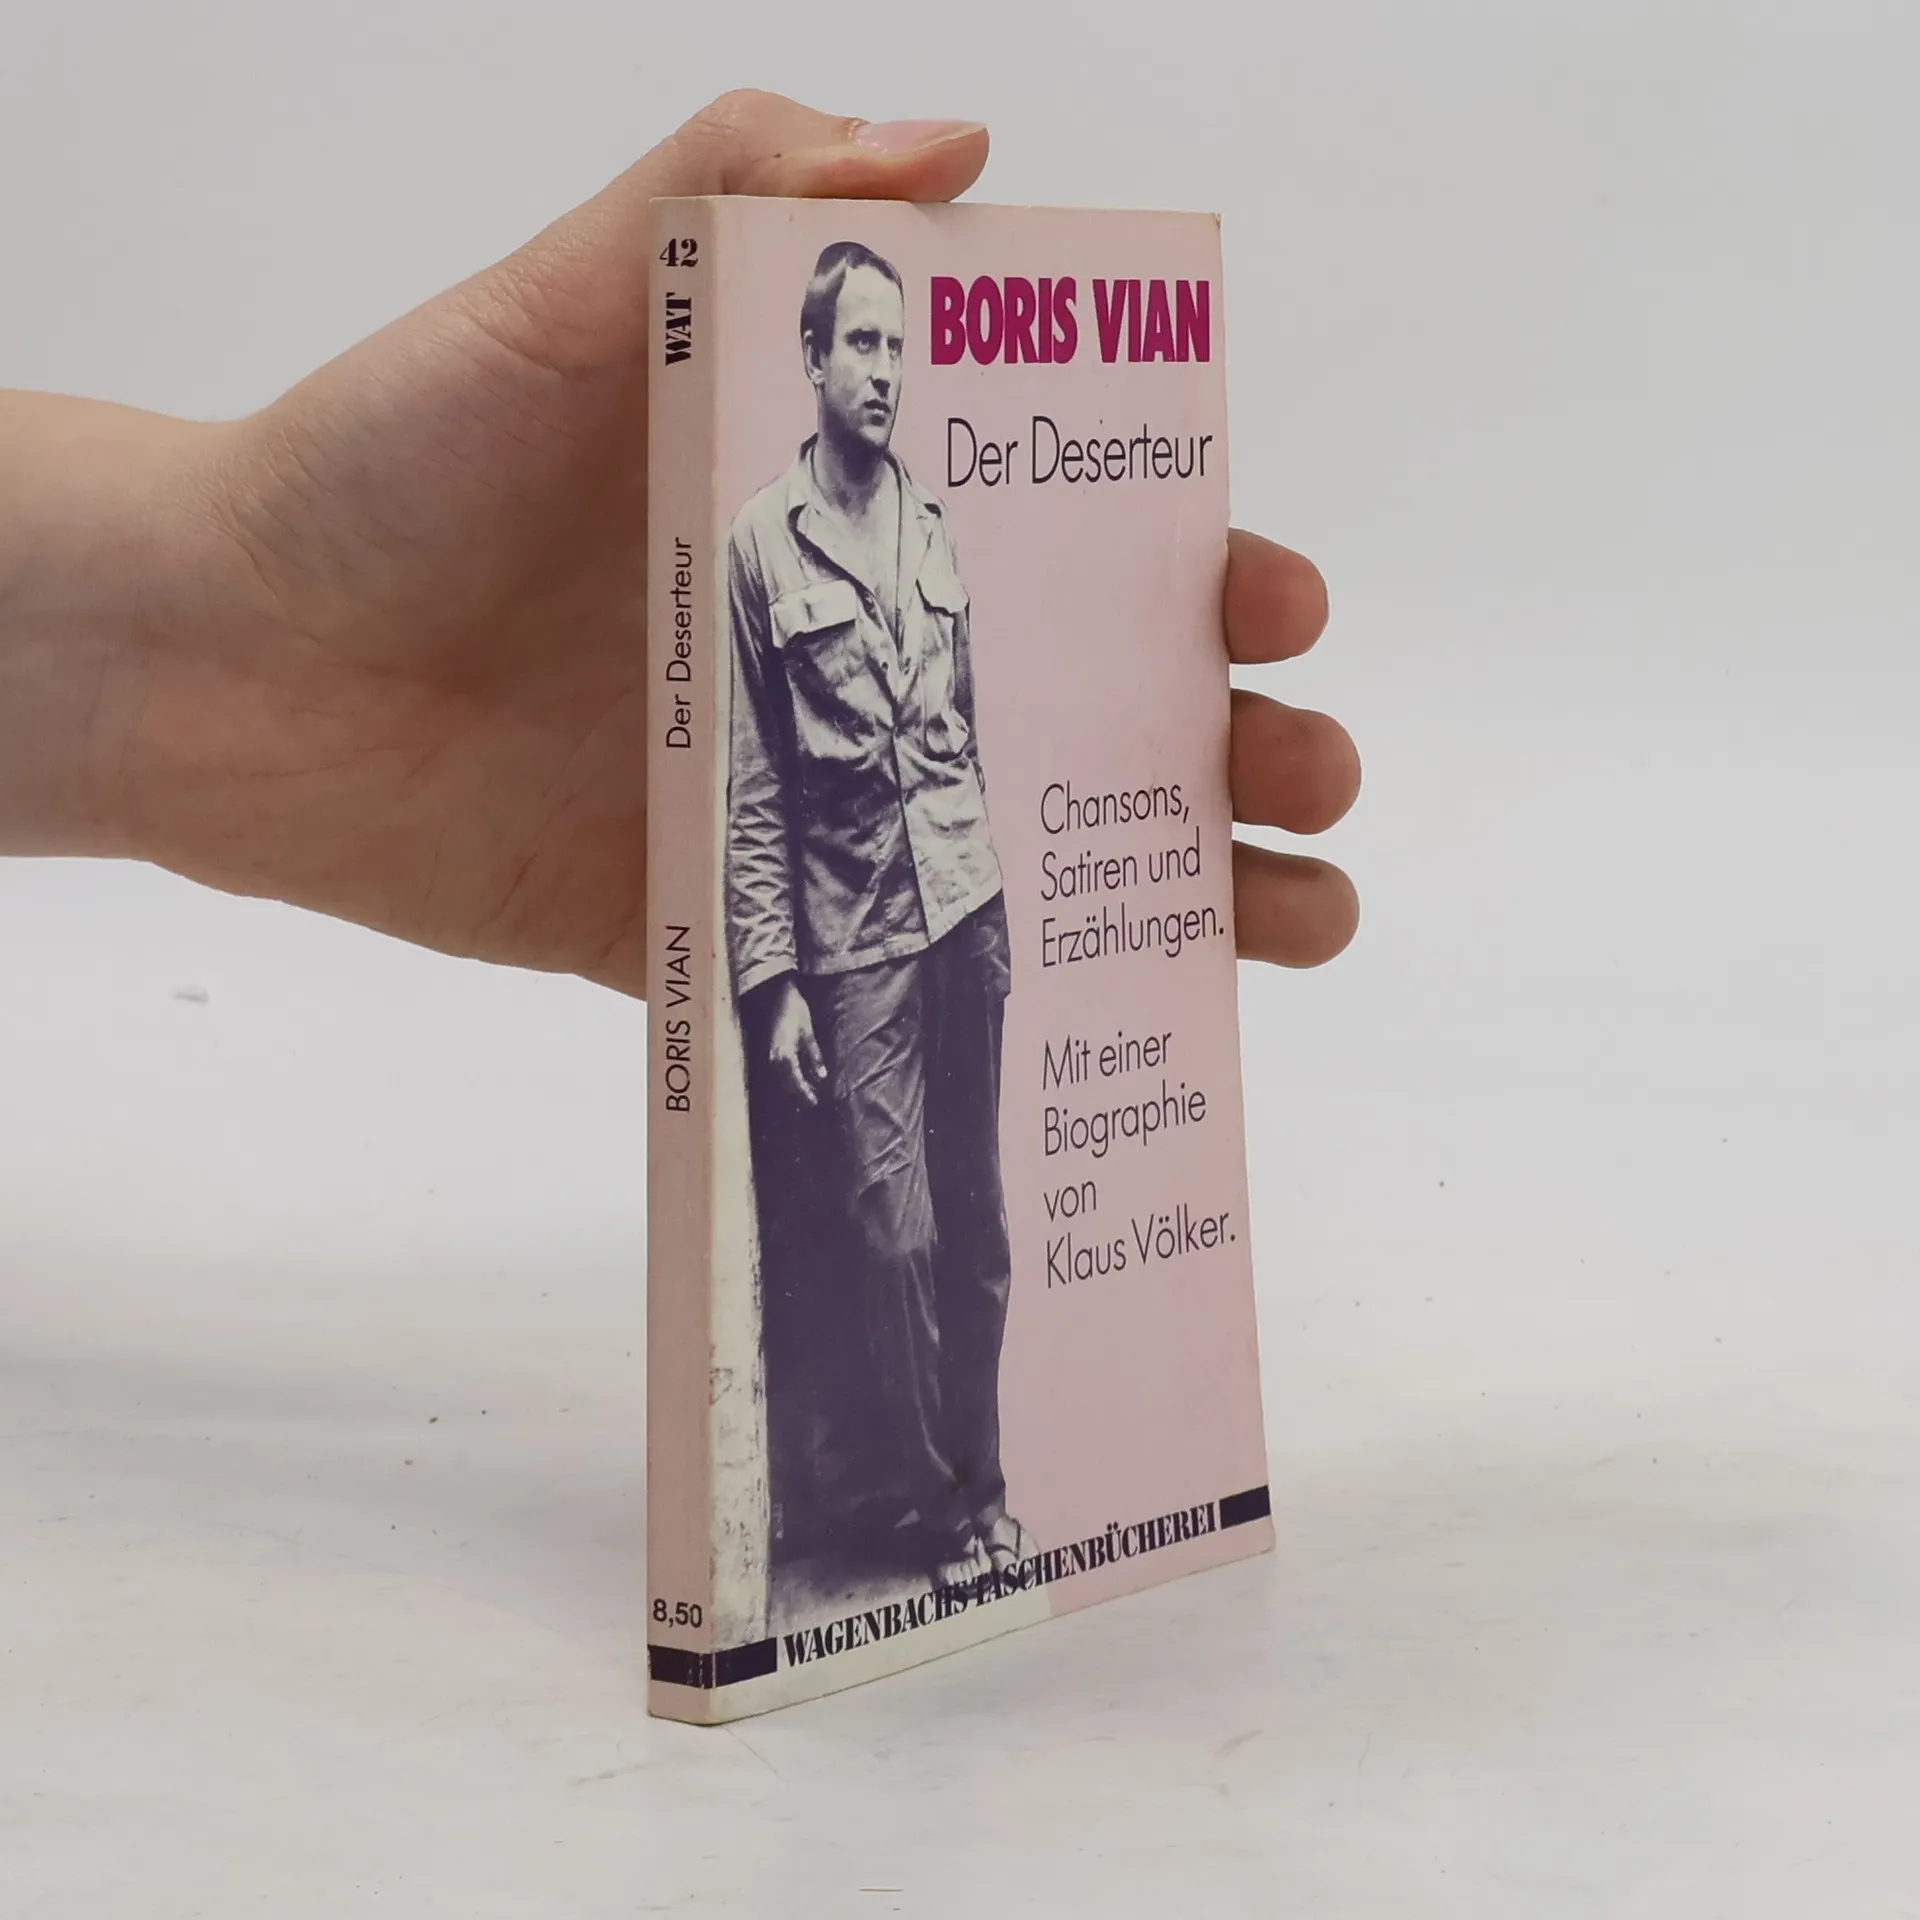 42
WAT
Der Deserteur
BORIS VIAN
8,50
BORIS VIAN
Der Deserteur
Chansons,
Satiren und
Erzählungen.
Mit einer
Biographie
von
Klaus Völker.
WAGENBACHS TASCHENBÜCHEREI